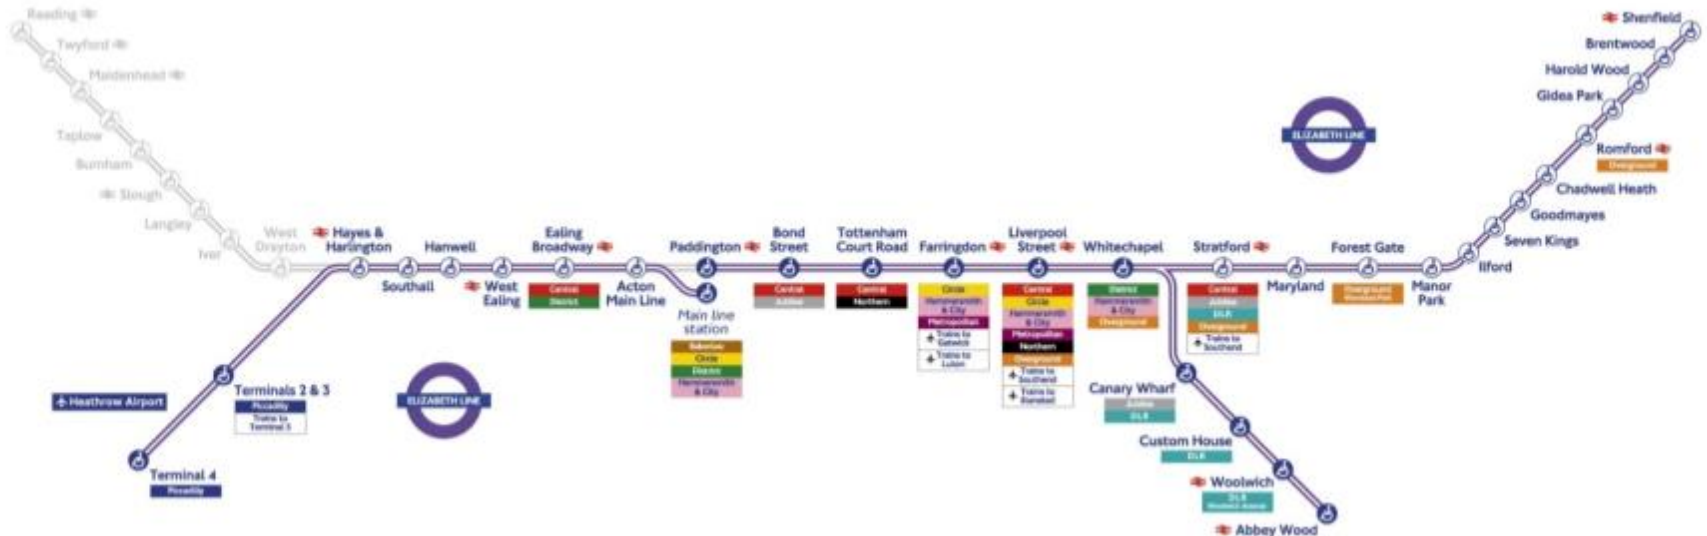 Reading
Twyford
Maidenhead
Taplow
Burnham
Slough
Langley
Iver
West
Drayton
Hayes &
Harlington
Southall
Hanwell
West
Ealing
Ealing
Broadway
Central
District
Acton
Main Line
Paddington
Main line
station
Bakerloo
Circle
District
Hammersmith
& City
Bond
Street
Central
Jubilee
Tottenham
Court Road
Central
Northern
Farringdon
Circle
Hammersmith
& City
Metropolitan
Trains to
Gatwick
Trains to
Luton
Liverpool
Street
Central
Circle
Hammersmith
& City
Metropolitan
Northern
Overground
Trains to
Southend
Trains to
Stansted
Whitechapel
District
Hammersmith
& City
Overground
Stratford
Central
Jubilee
DLR
Overground
Trains to
Southend
Maryland
Forest Gate
Overground
Wanstead Park
Manor
Park
Ilford
Seven Kings
Goodmayes
Chadwell Heath
Romford
Overground
Gidea Park
Harold Wood
Brentwood
Shenfield
ELIZABETH LINE
Heathrow Airport
Terminals 2 & 3
Piccadilly
Trains to
Terminal 5
Terminal 4
Piccadilly
ELIZABETH LINE
Canary Wharf
Jubilee
DLR
Custom House
DLR
Woolwich
DLR
Woolwich Arsenal
Abbey Wood